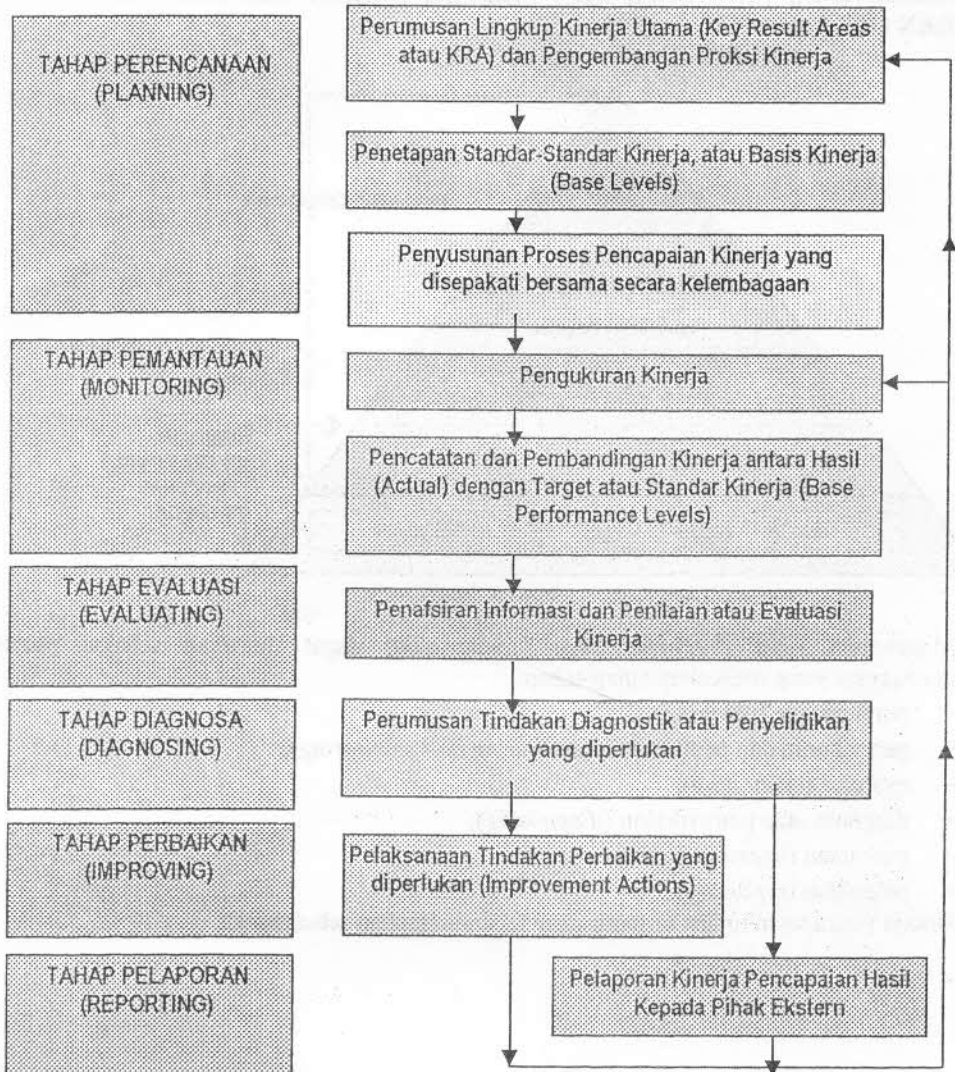 TAHAP PERENCANAAN
(PLANNING)
Perumusan Lingkup Kinerja Utama (Key Result Areas
atau KRA) dan Pengembangan Proksi Kinerja
Penetapan Standar-Standar Kinerja, atau Basis Kinerja
(Base Levels)
Penyusunan Proses Pencapaian Kinerja yang
disepakati bersama secara kelembagaan
TAHAP PEMANTAUAN
(MONITORING)
Pengukuran Kinerja
Pencatatan dan Pembandingan Kinerja antara Hasil
(Actual) dengan Target atau Standar Kinerja (Base
Performance Levels)
TAHAP EVALUASI
(EVALUATING)
Penafsiran Informasi dan Penilaian atau Evaluasi
Kinerja
TAHAP DIAGNOSA
(DIAGNOSING)
Perumusan Tindakan Diagnostik atau Penyelidikan
yang diperlukan
TAHAP PERBAIKAN
(IMPROVING)
Pelaksanaan Tindakan Perbaikan yang
diperlukan (Improvement Actions)
TAHAP PELAPORAN
(REPORTING)
Pelaporan Kinerja Pencapaian Hasil
Kepada Pihak Ekstern